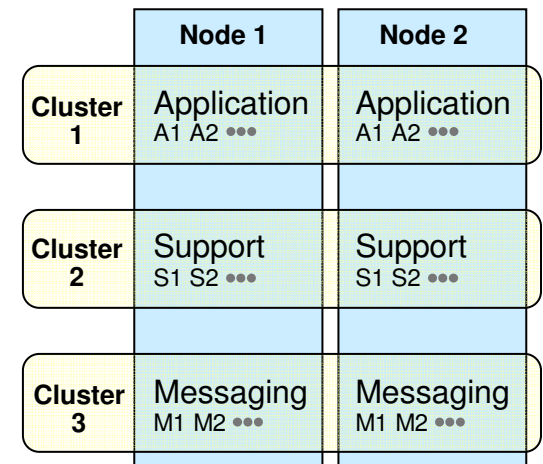 Node 1 Node 2
Cluster 1
Application
A1 A2 •••
Application
A1 A2 •••
Cluster 2
Support
S1 S2 •••
Support
S1 S2 •••
Cluster 3
Messaging
M1 M2 •••
Messaging
M1 M2 •••